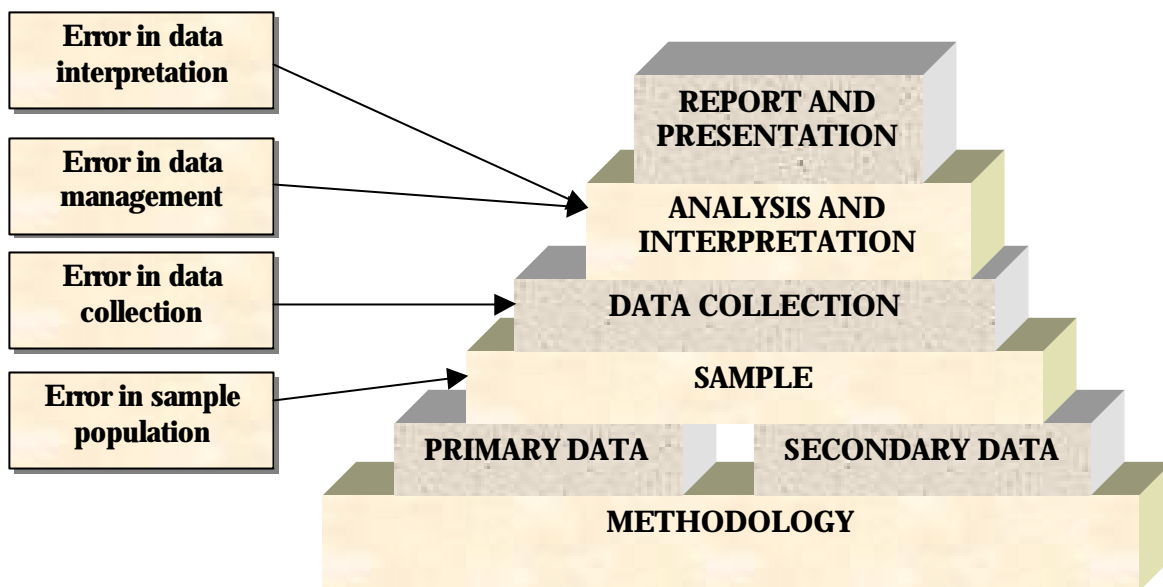 Error in data
interpretation
Error in data
management
Error in data
collection
Error in sample
population
REPORT AND
PRESENTATION
ANALYSIS AND
INTERPRETATION
DATA COLLECTION
SAMPLE
PRIMARY DATA
SECONDARY DATA
METHODOLOGY